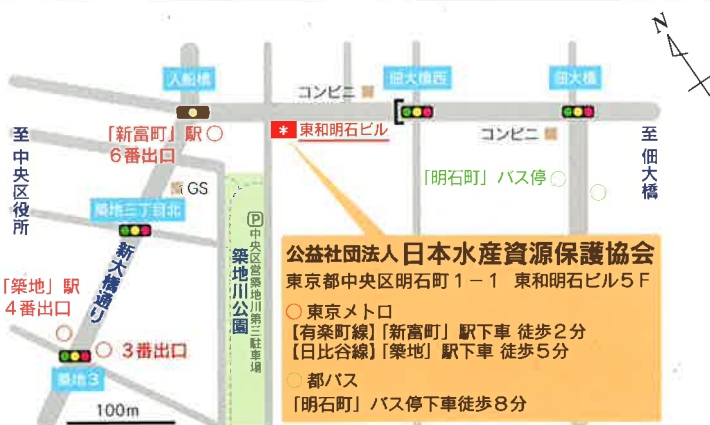 N
入船橋
コンビニ
佃大橋西
佃大橋
「新富町」駅
6番出口
* 東和明石ビル
コンビニ
至 中央区役所
至 佃大橋
GS
「明石町」バス停
築地三丁目北
新大橋通り
P
中央区営築地川第三駐車場
築地川公園
「築地」駅
4番出口
3番出口
築地3
100m
公益社団法人日本水産資源保護協会
東京都中央区明石町1-1 東和明石ビル5F
東京メトロ
【有楽町線】「新富町」駅下車 徒歩2分
【日比谷線】「築地」駅下車 徒歩5分
都バス
「明石町」バス停下車徒歩8分